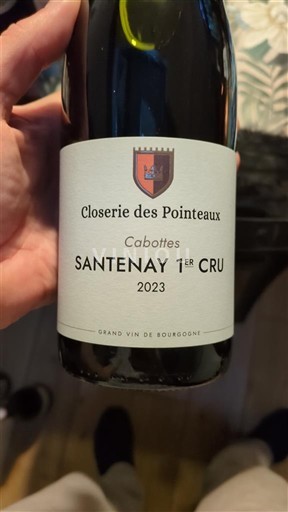 Closerie des Pointeaux
Cabottes
SANTENAY 1ER CRU
2023
GRAND VIN DE BOURGOGNE